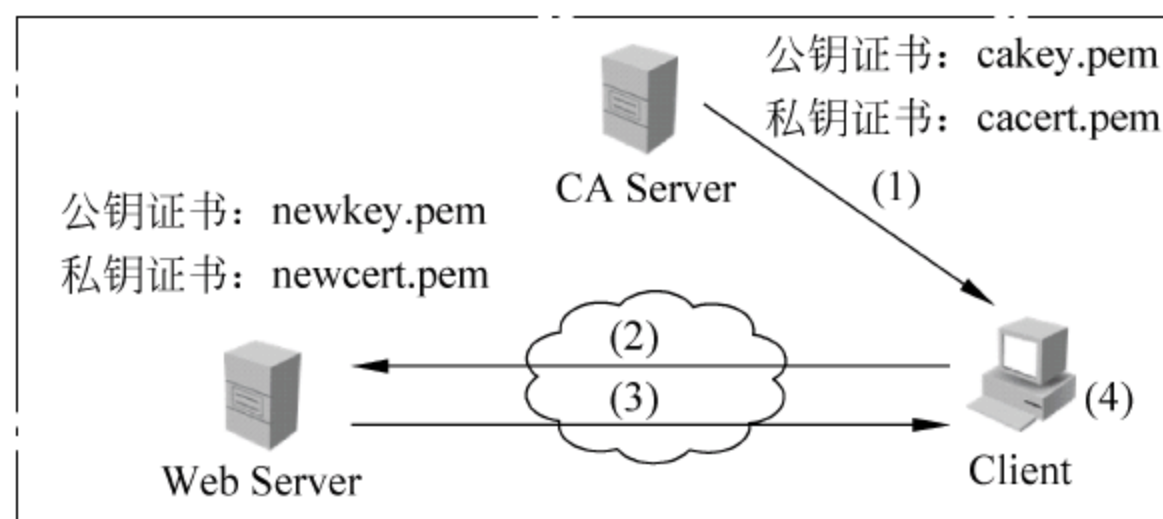 公钥证书：cakey.pem
私钥证书：cacert.pem
CA Server
(1)
公钥证书：newkey.pem
私钥证书：newcert.pem
(2)
(3)
(4)
Web Server
Client